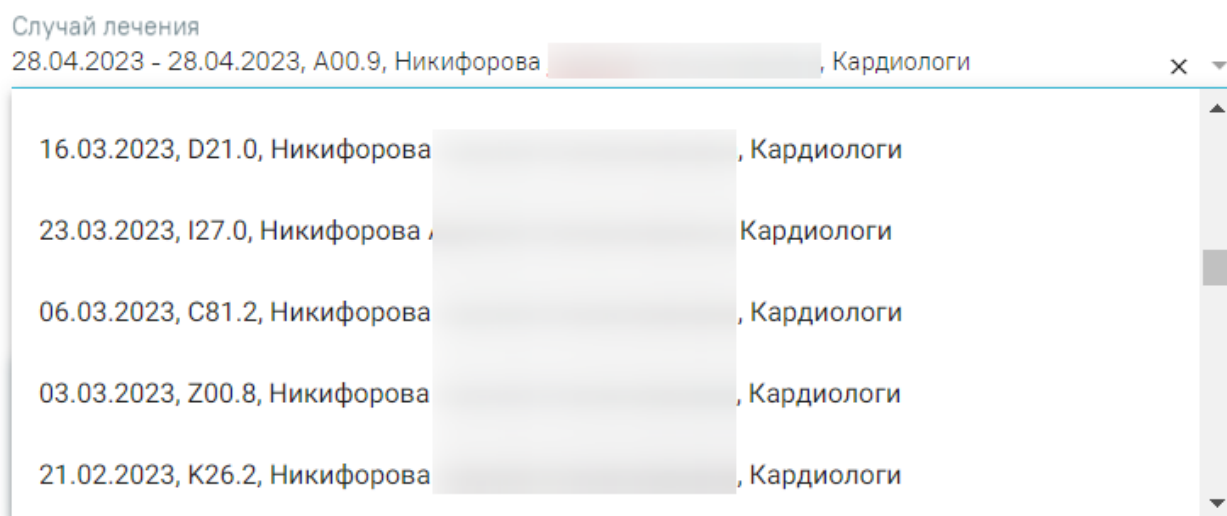 Случай лечения
28.04.2023 - 28.04.2023, A00.9, Никифорова , Кардиологи
16.03.2023, D21.0, Никифорова , Кардиологи
23.03.2023, I27.0, Никифорова Кардиологи
06.03.2023, C81.2, Никифорова , Кардиологи
03.03.2023, Z00.8, Никифорова , Кардиологи
21.02.2023, K26.2, Никифорова , Кардиологи